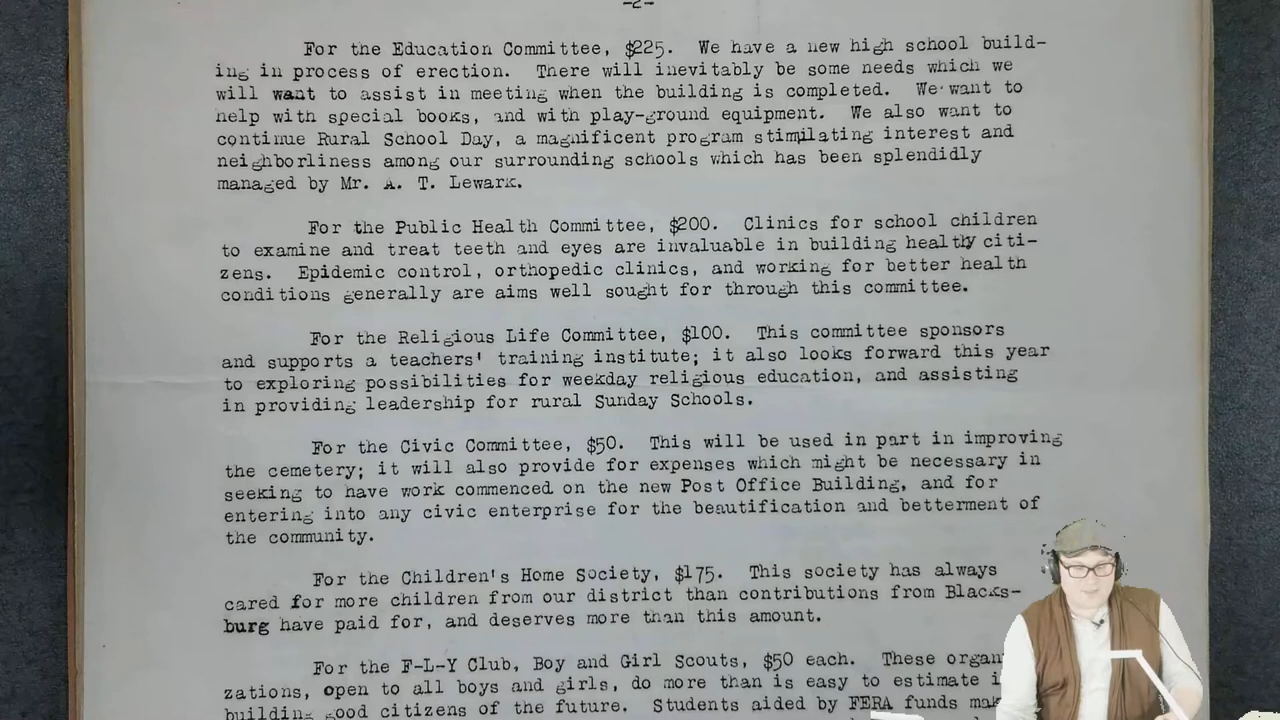 -2-
For the Education Committee, $225. We have a new high school build-
ing in process of erection. There will inevitably be some needs which we
will want to assist in meeting when the building is completed. We want to
help with special books, and with play-ground equipment. We also want to
continue Rural School Day, a magnificent program stimulating interest and
neighborliness among our surrounding schools which has been splendidly
managed by Mr. A. T. Lewark.
For the Public Health Committee, $200. Clinics for school children
to examine and treat teeth and eyes are invaluable in building healthy citi-
zens. Epidemic control, orthopedic clinics, and working for better health
conditions generally are aims well sought for through this committee.
For the Religious Life Committee, $100. This committee sponsors
and supports a teachers' training institute; it also looks forward this year
to exploring possibilities for weekday religious education, and assisting
in providing leadership for rural Sunday Schools.
For the Civic Committee, $50. This will be used in part in improving
the cemetery; it will also provide for expenses which might be necessary in
seeking to have work commenced on the new Post Office Building, and for
entering into any civic enterprise for the beautification and betterment of
the community.
For the Children's Home Society, $175. This society has always
cared for more children from our district than contributions from Blacks-
burg have paid for, and deserves more than this amount.
For the F-L-Y Club, Boy and Girl Scouts, $50 each. These
zations, open to all boys and girls, do more than is easy to estimate
building good citizens of the future. Students aided by FERA funds